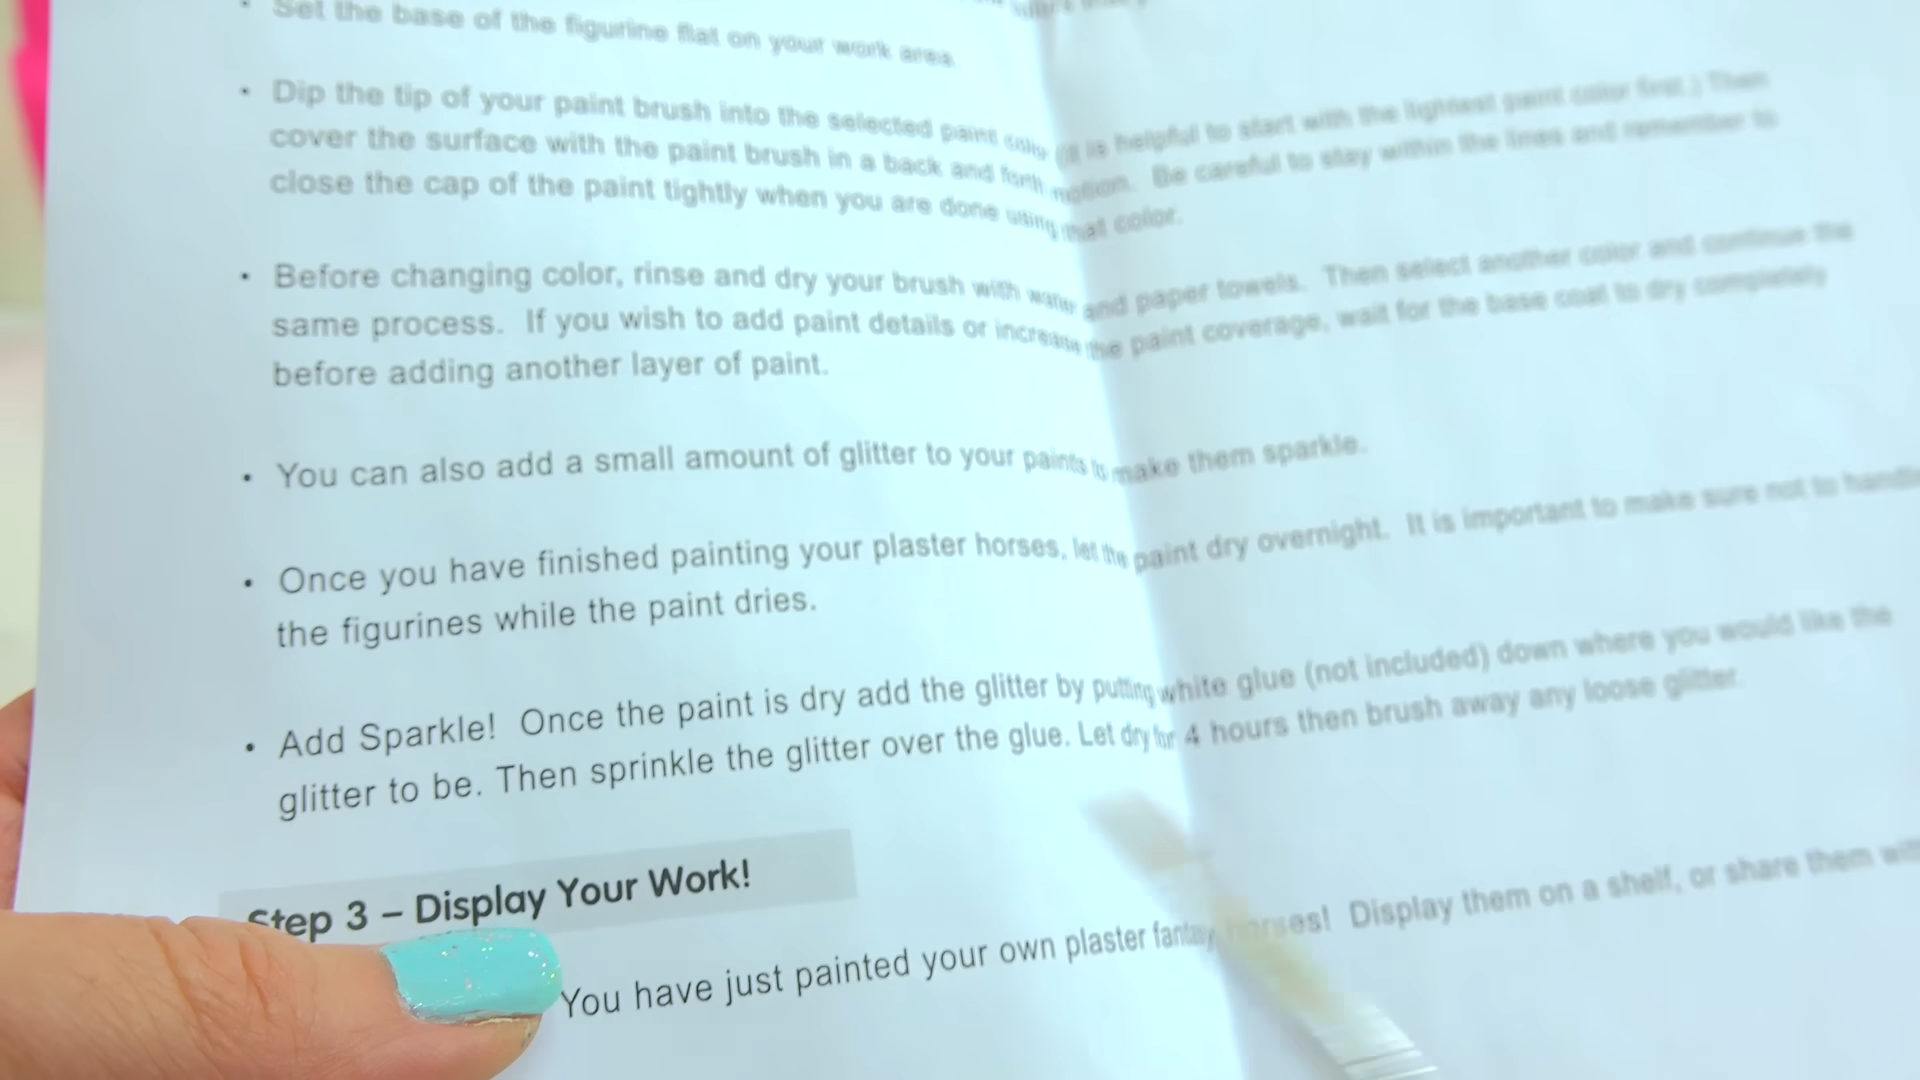 Set the base of the figurine flat on your work area.
Dip the tip of your paint brush into the selected paint color (It is helpful to start with the lightest paint color first.) Then
cover the surface with the paint brush in a back and forth motion. Be careful to stay within the lines and remember to
close the cap of the paint tightly when you are done using that color.
Before changing color, rinse and dry your brush with water and paper towels. Then select another color and continue the
same process. If you wish to add paint details or increase the paint coverage, wait for the base coat to dry completely
before adding another layer of paint.
You can also add a small amount of glitter to your paints to make them sparkle.
Once you have finished painting your plaster horses, let the paint dry overnight. It is important to make sure not to handle
the figurines while the paint dries.
Add Sparkle! Once the paint is dry add the glitter by putting white glue (not included) down where you would like the
glitter to be. Then sprinkle the glitter over the glue. Let dry for 4 hours then brush away any loose glitter.
Step 3 – Display Your Work!
You have just painted your own plaster fantasy horses! Display them on a shelf, or share them